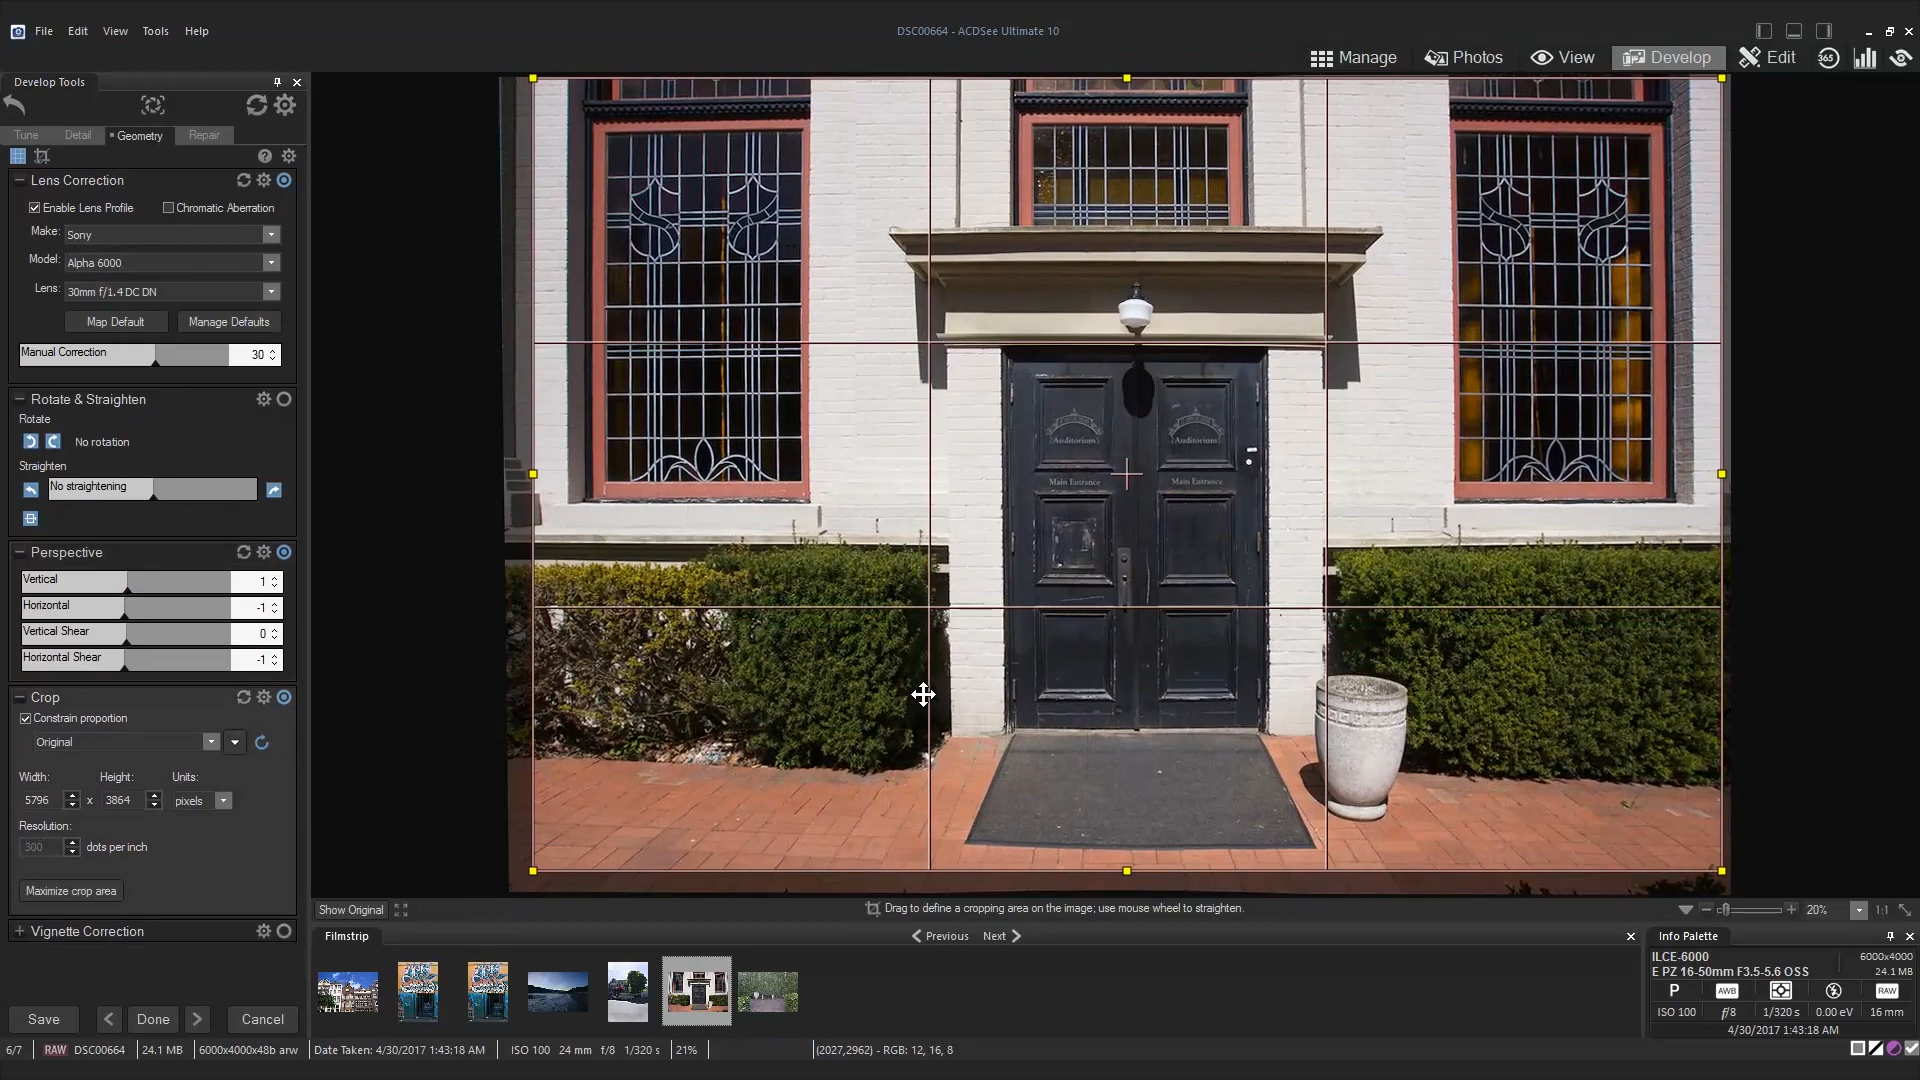 File Edit View Tools Help
DSC00664 - ACDSee Ultimate 10
Manage Photos View Develop Edit 365
Develop Tools
Tune Detail Geometry Repair
Lens Correction
Enable Lens Profile Chromatic Aberration
Make: Sony
Model: Alpha 6000
Lens: 30mm f/1.4 DC DN
Map Default Manage Defaults
Manual Correction 30
Rotate & Straighten
Rotate
No rotation
Straighten
No straightening
Perspective
Vertical 1
Horizontal -1
Vertical Shear 0
Horizontal Shear -1
Crop
Constrain proportion
Original
Width: Height: Units:
5796 x 3864 pixels
Resolution:
300 dots per inch
Maximize crop area
Vignette Correction
Save Done Cancel
Auditorium Auditorium
Main Entrance Main Entrance
Show Original
Drag to define a cropping area on the image; use mouse wheel to straighten.
20% 1:1
Filmstrip
Previous Next
Info Palette
ILCE-6000 6000x4000
E PZ 16-50mm F3.5-5.6 OSS 24.1 MB
P AWB RAW
ISO 100 f/8 1/320 s 0.00 eV 16 mm
4/30/2017 1:43:18 AM
6/7 RAW DSC00664 24.1 MB 6000x4000x48b arw Date Taken: 4/30/2017 1:43:18 AM ISO 100 24 mm f/8 1/320 s 21% (2027,2962) - RGB: 12, 16, 8